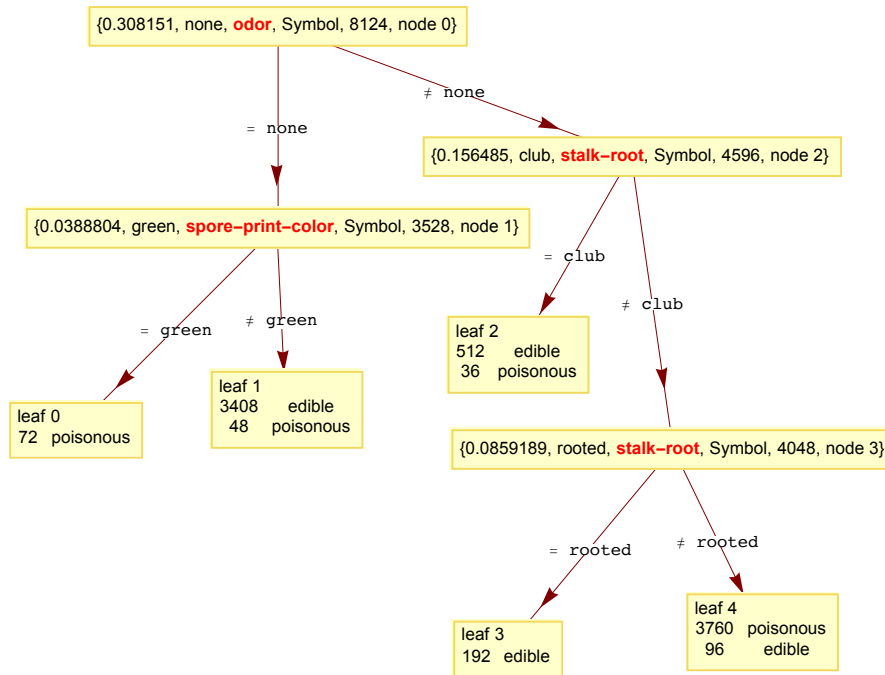 {0.308151, none, odor, Symbol, 8124, node 0}
≠ none
= none
{0.156485, club, stalk−root, Symbol, 4596, node 2}
{0.0388804, green, spore−print−color, Symbol, 3528, node 1}
= club
≠ club
= green
≠ green
leaf 2
512 edible
36 poisonous
leaf 1
3408 edible
48 poisonous
leaf 0
72 poisonous
{0.0859189, rooted, stalk−root, Symbol, 4048, node 3}
= rooted
≠ rooted
leaf 4
3760 poisonous
96 edible
leaf 3
192 edible